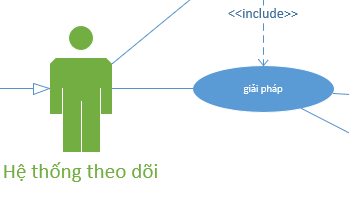 <<include>>
giải pháp
Hệ thống theo dõi